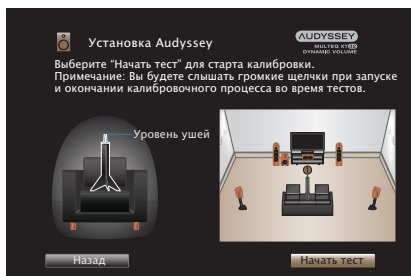 Установка Audyssey
AUDYSSEY
MULTEQ XT32
DYNAMIC VOLUME
Выберите "Начать тест" для старта калибровки.
Примечание: Вы будете слышать громкие щелчки при запуске
и окончании калибровочного процесса во время тестов.
Уровень ушей
Назад
Начать тест